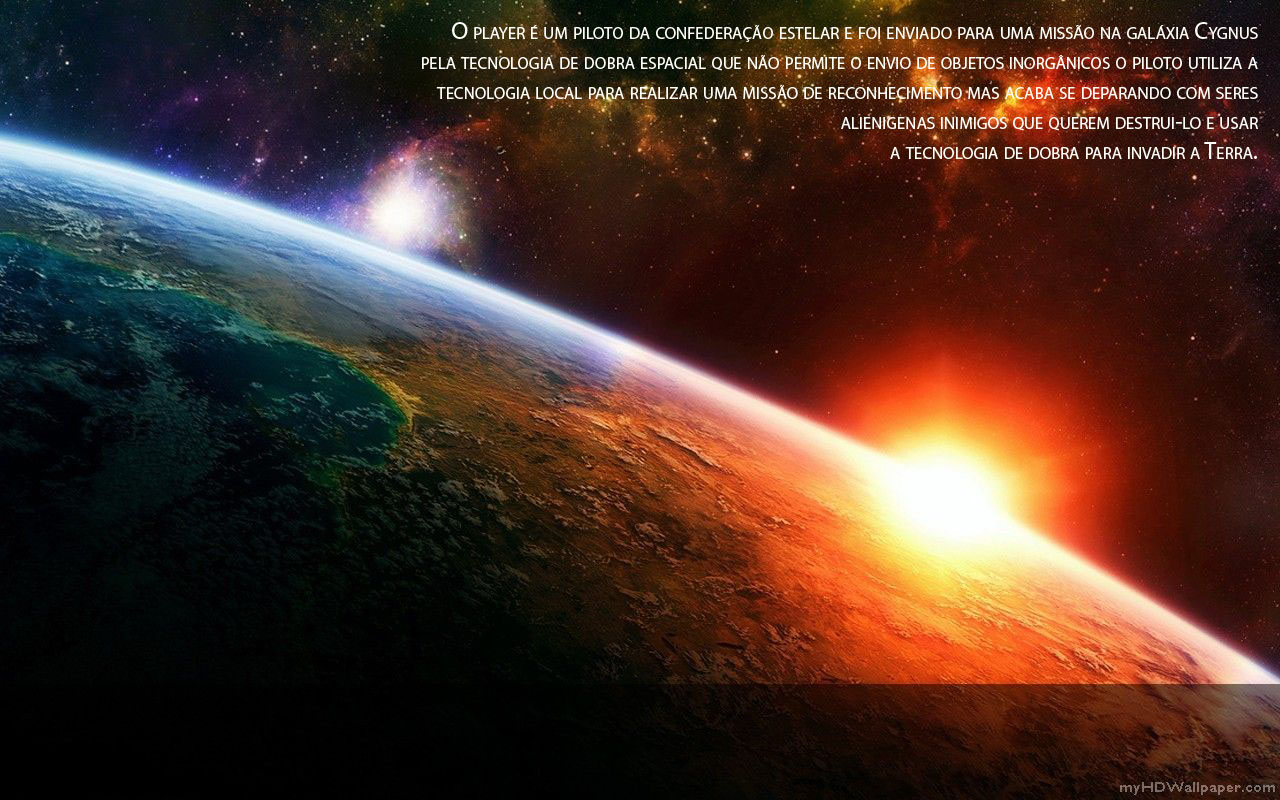 O player é um piloto da confederação estelar e foi enviado para uma missão na galáxia Cygnus
pela tecnologia de dobra espacial que não permite o envio de objetos inorgânicos o piloto utiliza a
tecnologia local para realizar uma missão de reconhecimento mas acaba se deparando com seres
alienigenas inimigos que querem destrui-lo e usar
a tecnologia de dobra para invadir a Terra.
myHDWallpaper.com